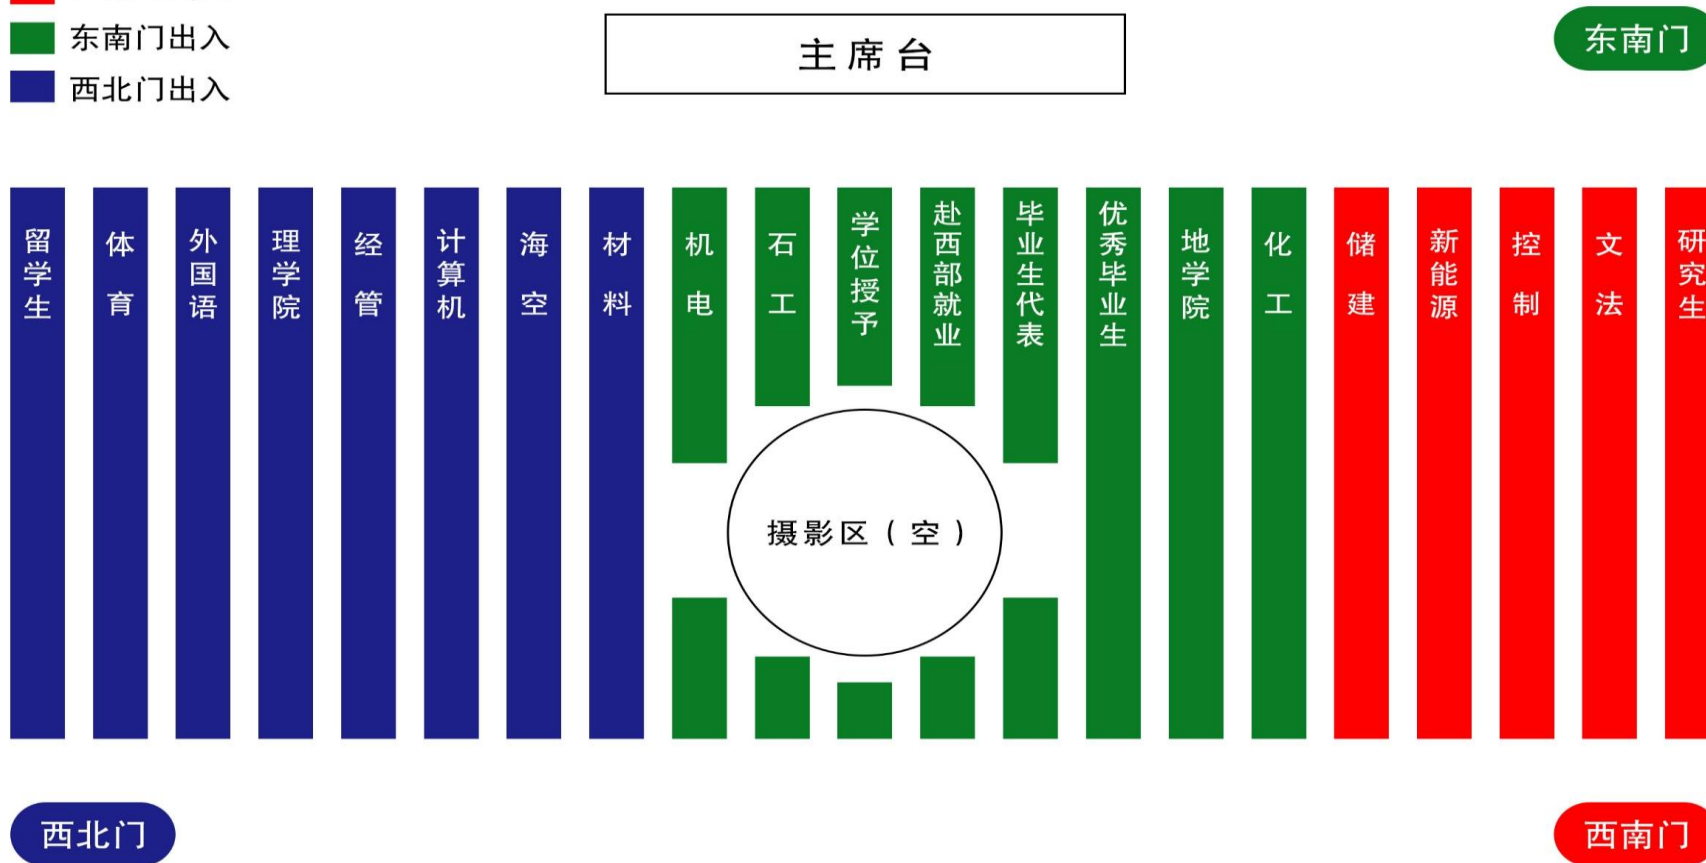 东南门出入
西北门出入
主席台
东南门
留学生
体育
外国语
理学院
经管
计算机
海空
材料
机电
石工
学位授予
赴西部就业
毕业生代表
优秀毕业生
地学院
化工
储建
新能源
控制
文法
研究生
摄影区（空）
西北门
西南门